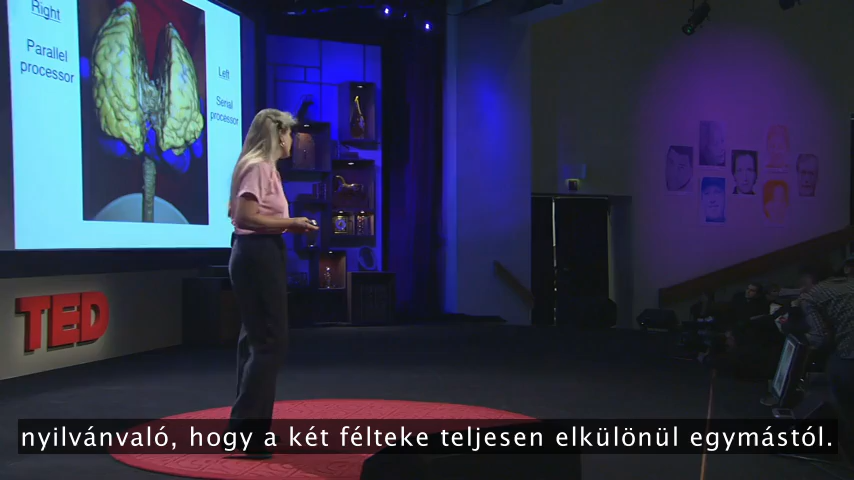 Right
Parallel
processor
Left
Serial
processor
TED
nyilvánvaló, hogy a két félteke teljesen elkülönül egymástól.